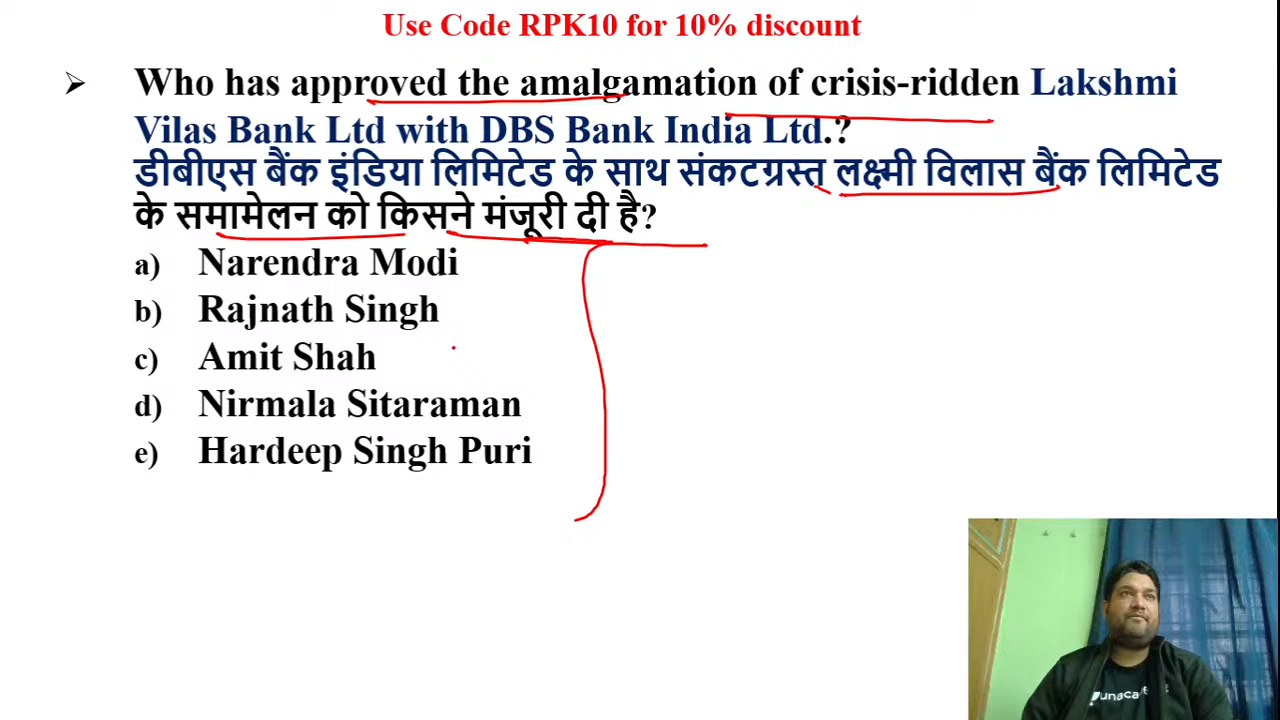 Use Code RPK10 for 10% discount
➢ Who has approved the amalgamation of crisis-ridden Lakshmi
Vilas Bank Ltd with DBS Bank India Ltd.?
डीबीएस बैंक इंडिया लिमिटेड के साथ संकटग्रस्त लक्ष्मी विलास बैंक लिमिटेड
के समामेलन को किसने मंजूरी दी है?
a) Narendra Modi
b) Rajnath Singh
c) Amit Shah
d) Nirmala Sitaraman
e) Hardeep Singh Puri